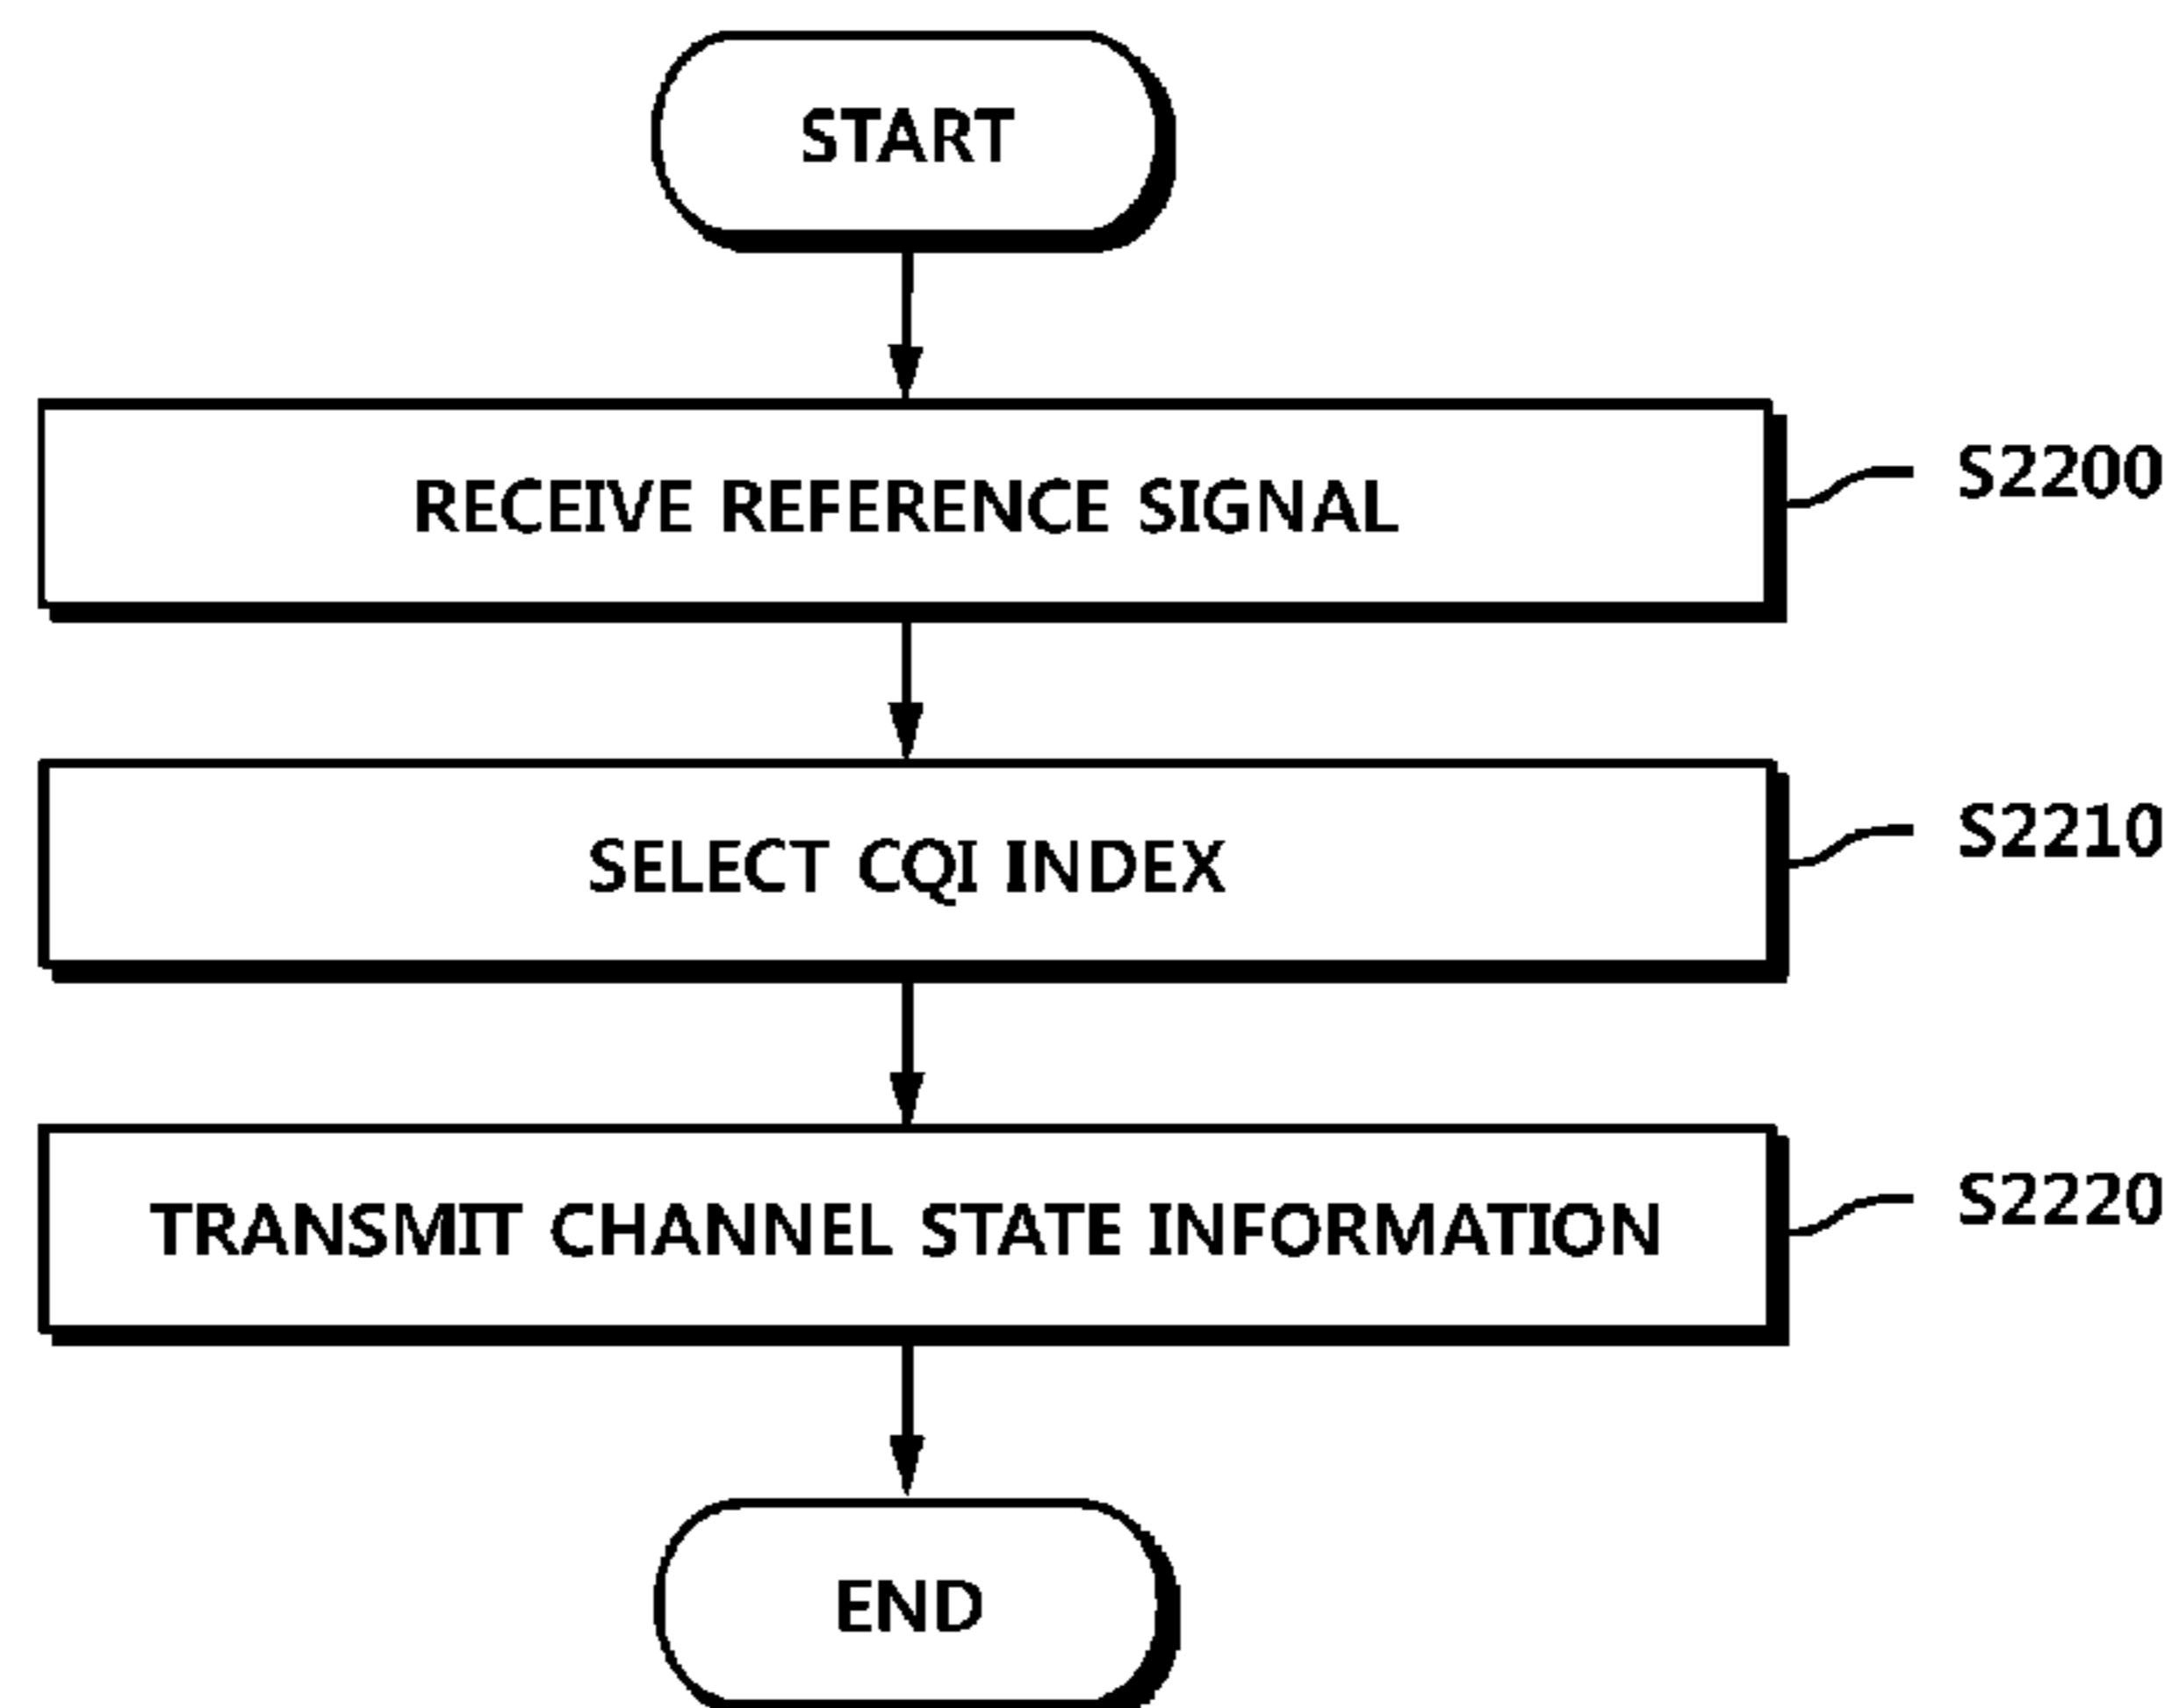 START
RECEIVE REFERENCE SIGNAL
S2200
SELECT CQI INDEX
S2210
TRANSMIT CHANNEL STATE INFORMATION
S2220
END